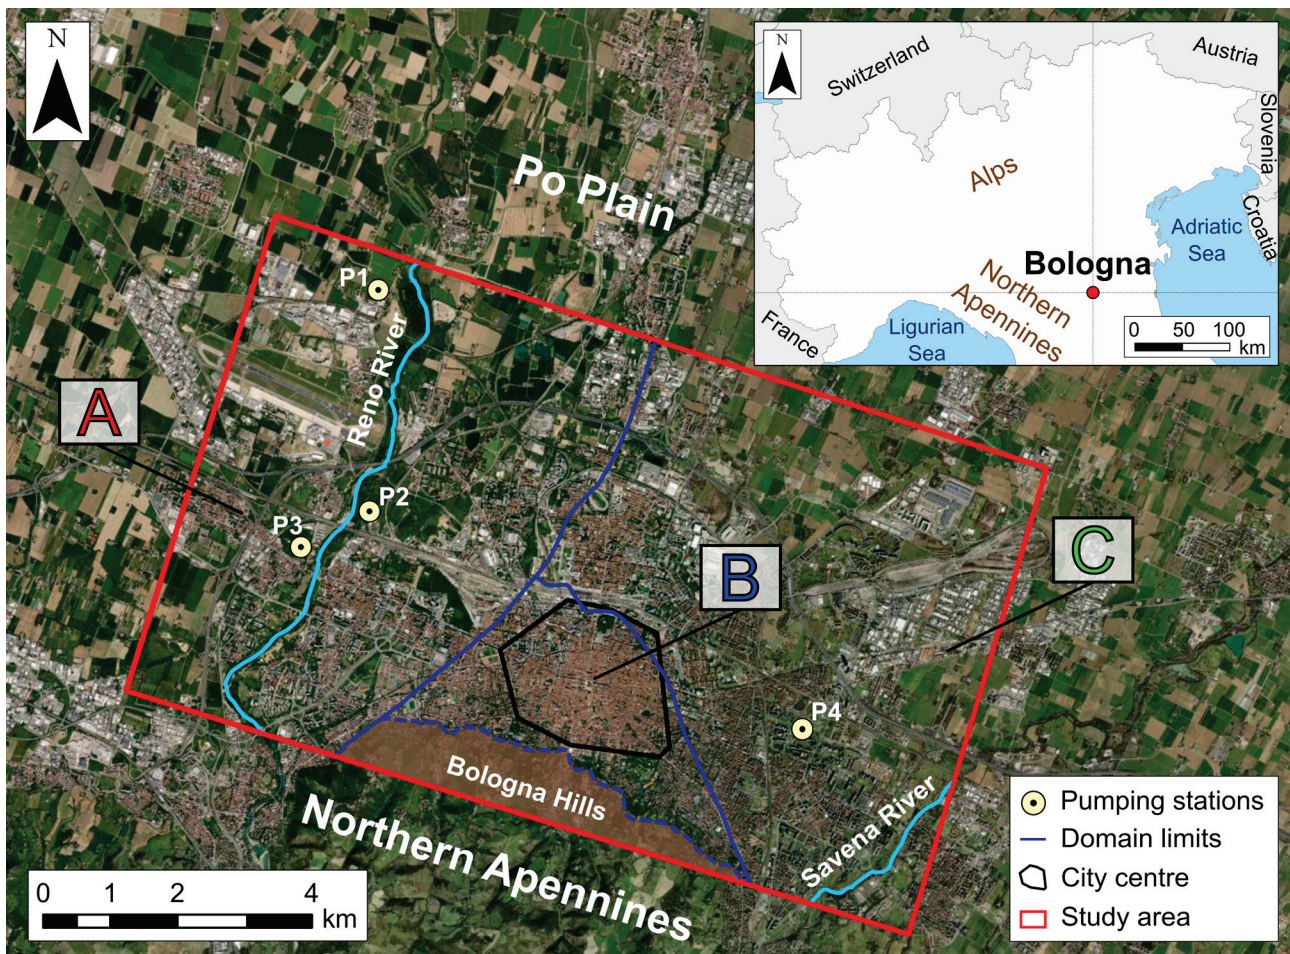 N
Po Plain
P1
Reno River
A
P2
P3
B
C
P4
Bologna Hills
Savena River
Northern Apennines
0 1 2 4
km
N
Switzerland
Austria
Slovenia
Croatia
Alps
Adriatic
Sea
Bologna
Northern
Apennines
Ligurian
Sea
France
0 50 100
km
Pumping stations
Domain limits
City centre
Study area